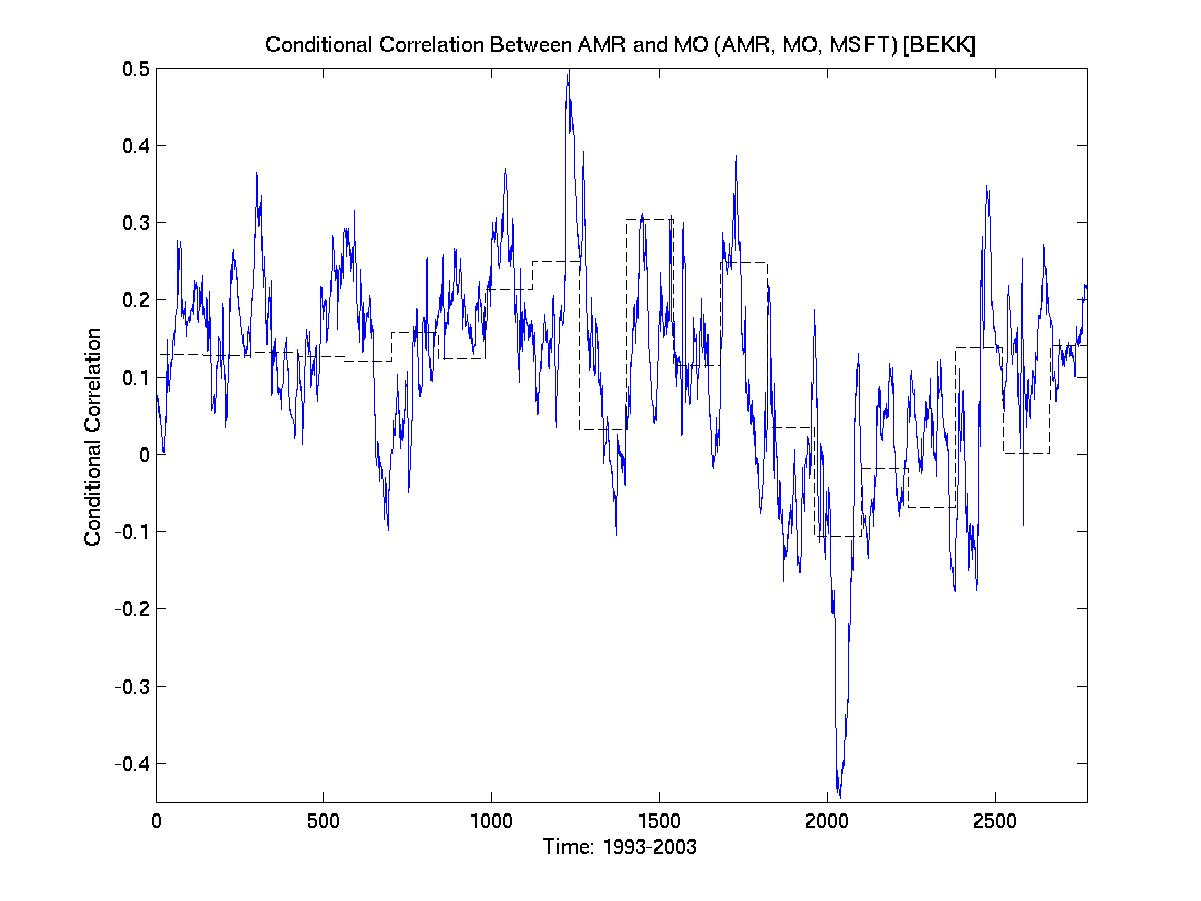 Conditional Correlation Between AMR and MO (AMR, MO, MSFT) [BEKK]
0.5
0.4
0.3
0.2
0.1
0
-0.1
-0.2
-0.3
-0.4
Conditional Correlation
0 500 1000 1500 2000 2500
Time: 1993-2003